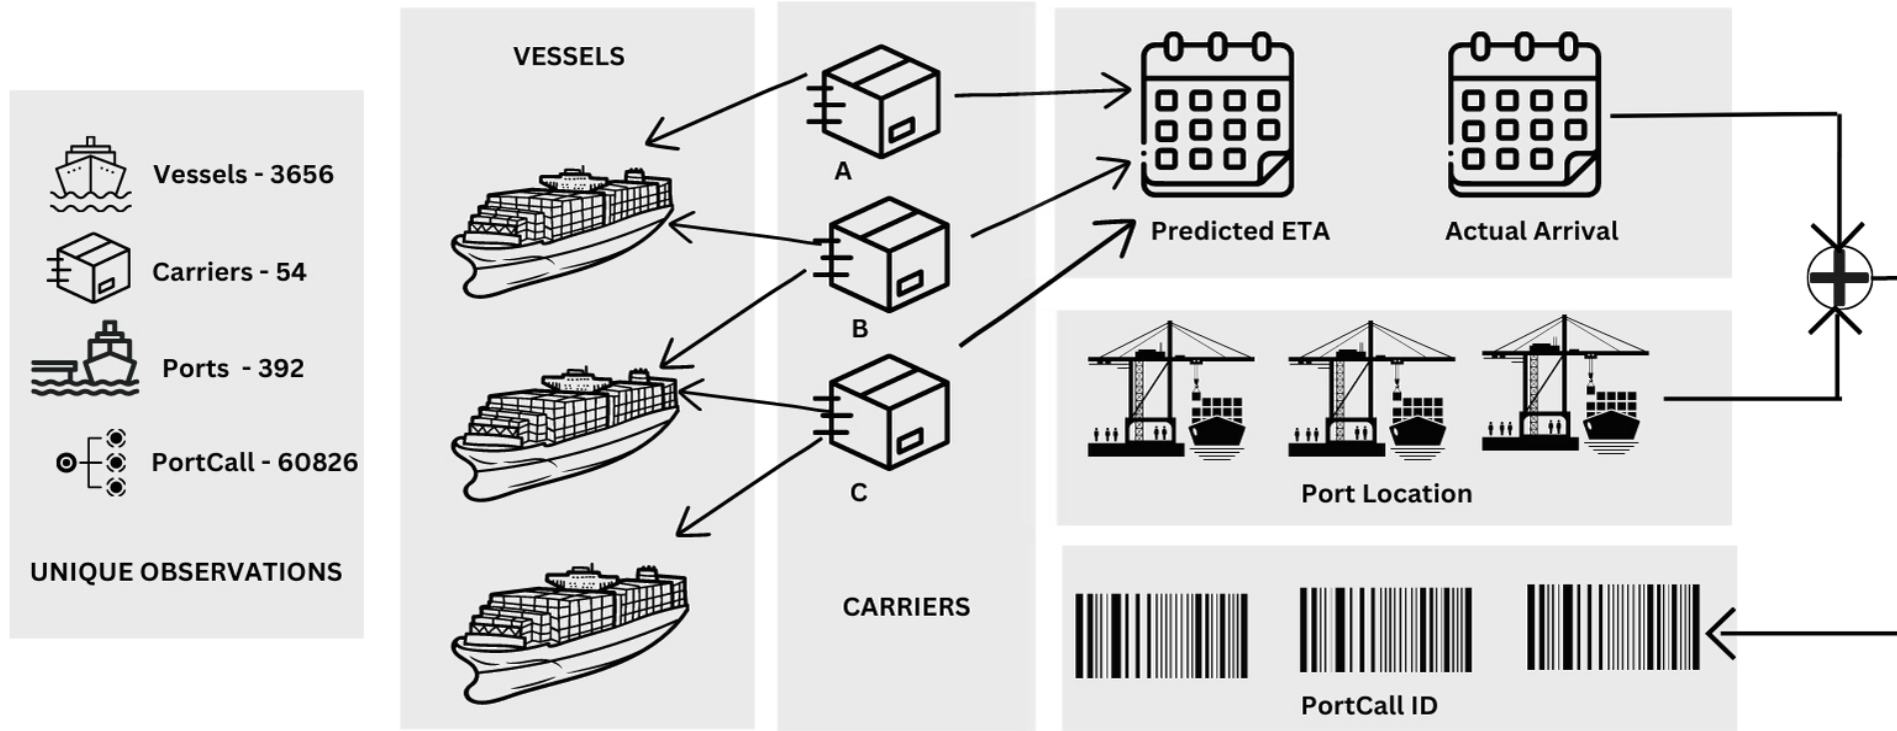 Vessels - 3656
Carriers - 54
Ports - 392
PortCall - 60826
UNIQUE OBSERVATIONS
VESSELS
A
B
C
CARRIERS
Predicted ETA
Actual Arrival
Port Location
PortCall ID